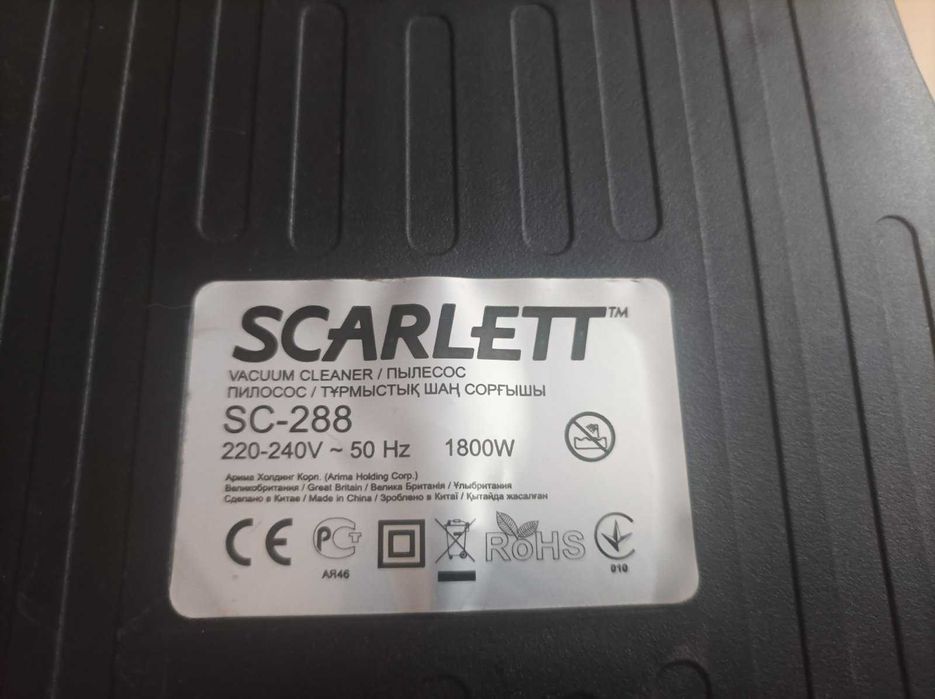 SCARLETT™
VACUUM CLEANER / ПЫЛЕСОС
ПИЛОСОС / ТҰРМЫСТЫҚ ШАҢ СОРҒЫШЫ
SC-288
220-240V ~ 50 Hz 1800W
Арима Холдинг Корп. (Arima Holding Corp.)
Великобритания / Great Britain / Велика Британія / Ұлыбритания
Сделано в Китае / Made in China / Зроблено в Китаї / Қытайда жасалған
CE РСТ RoHS
АЯ46 010